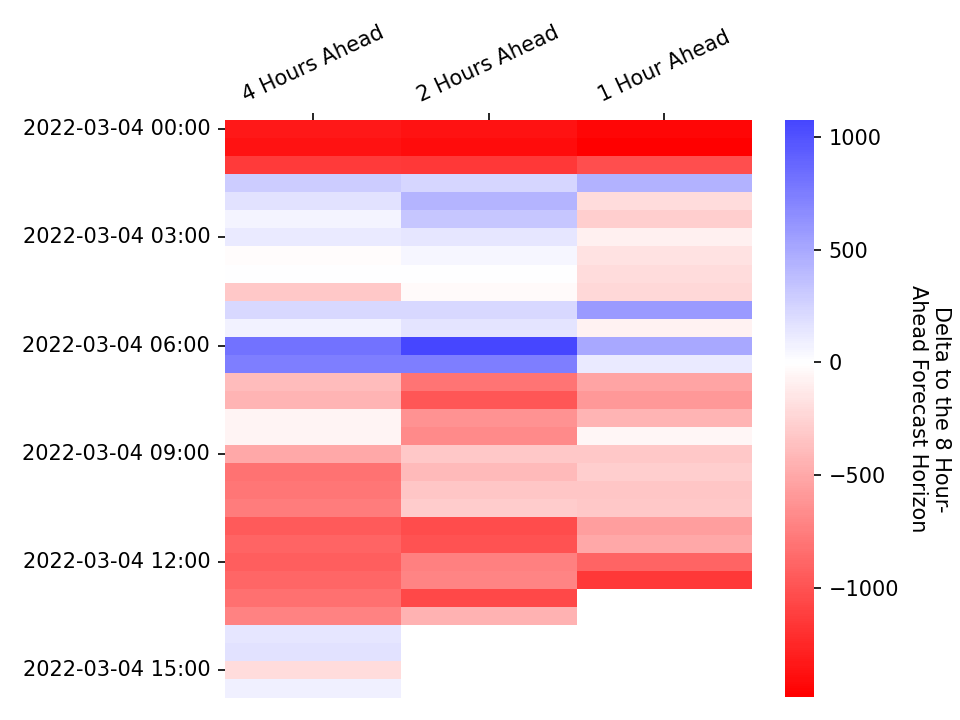 4 Hours Ahead
2 Hours Ahead
1 Hour Ahead
2022-03-04 00:00
2022-03-04 03:00
2022-03-04 06:00
2022-03-04 09:00
2022-03-04 12:00
2022-03-04 15:00
1000
500
0
−500
−1000
Delta to the 8 Hour-
Ahead Forecast Horizon